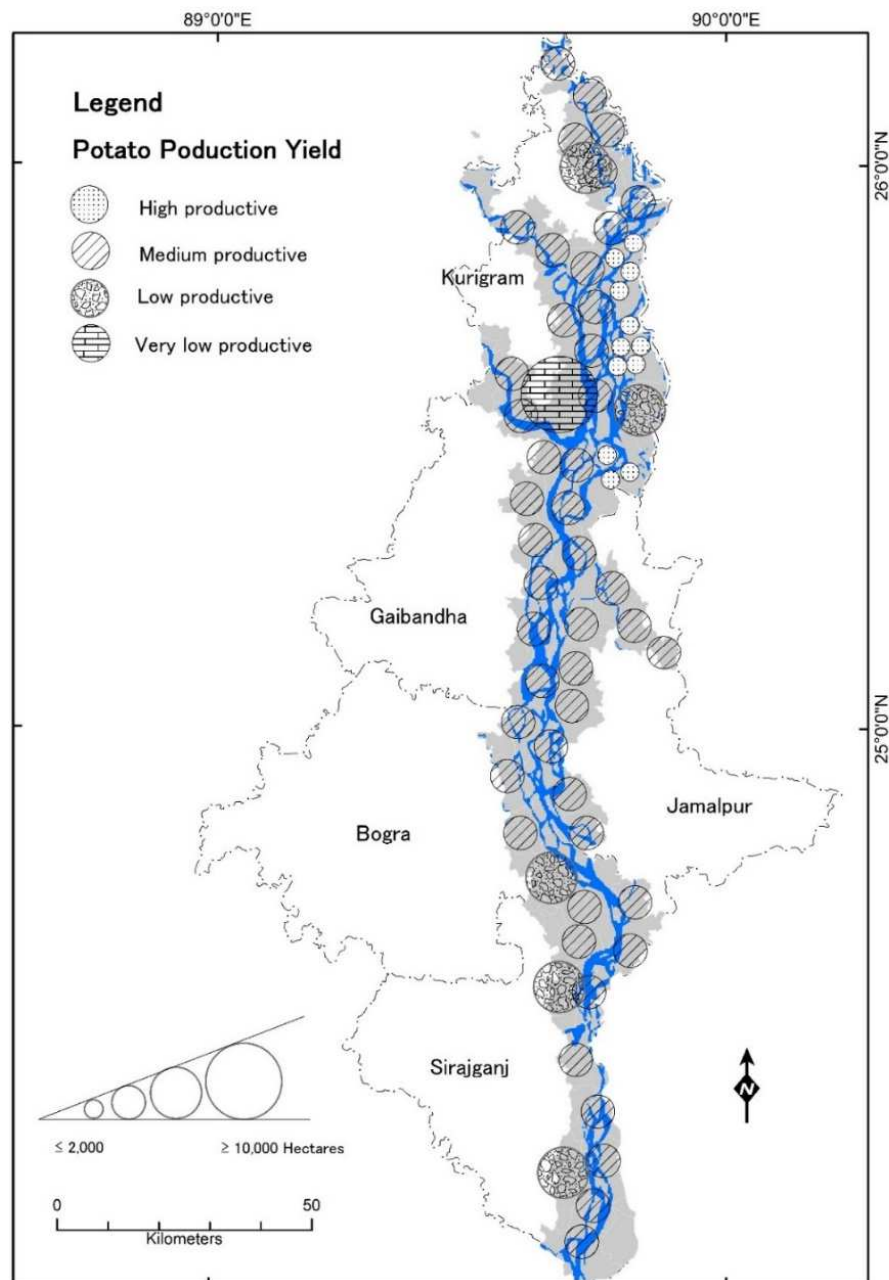 89°0'0"E
90°0'0"E
Legend
Potato Poduction Yield
High productive
Medium productive
Low productive
Very low productive
26°0'0"N
Kurigram
Gaibandha
25°0'0"N
Jamalpur
Bogra
Sirajganj
N
≤ 2,000
≥ 10,000 Hectares
0
50
Kilometers